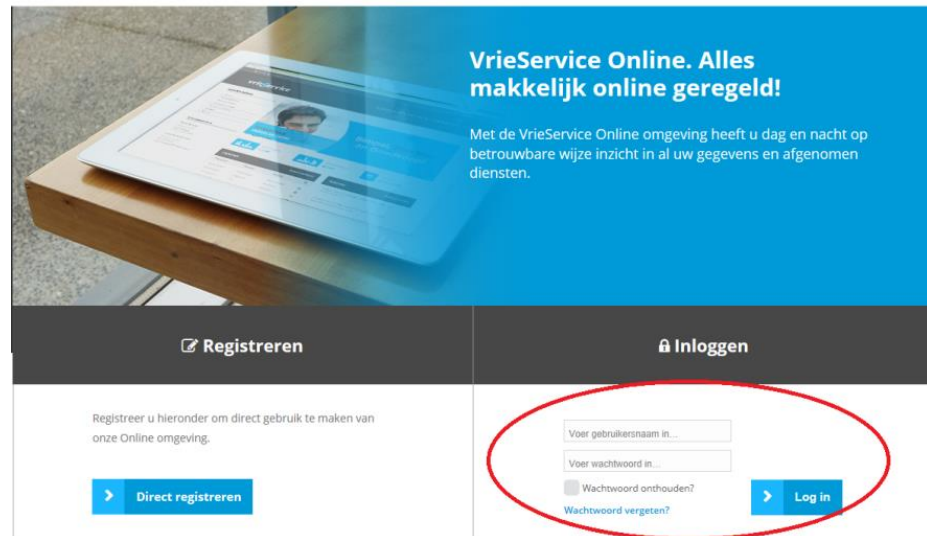 VrieService Online. Alles
makkelijk online geregeld!
Met de VrieService Online omgeving heeft u dag en nacht op
betrouwbare wijze inzicht in al uw gegevens en afgenomen
diensten.
Registreren
Registreer u hieronder om direct gebruik te maken van
onze Online omgeving.
Direct registreren
Inloggen
Voer gebruikersnaam in...
Voer wachtwoord in...
Wachtwoord onthouden?
Wachtwoord vergeten?
Log in